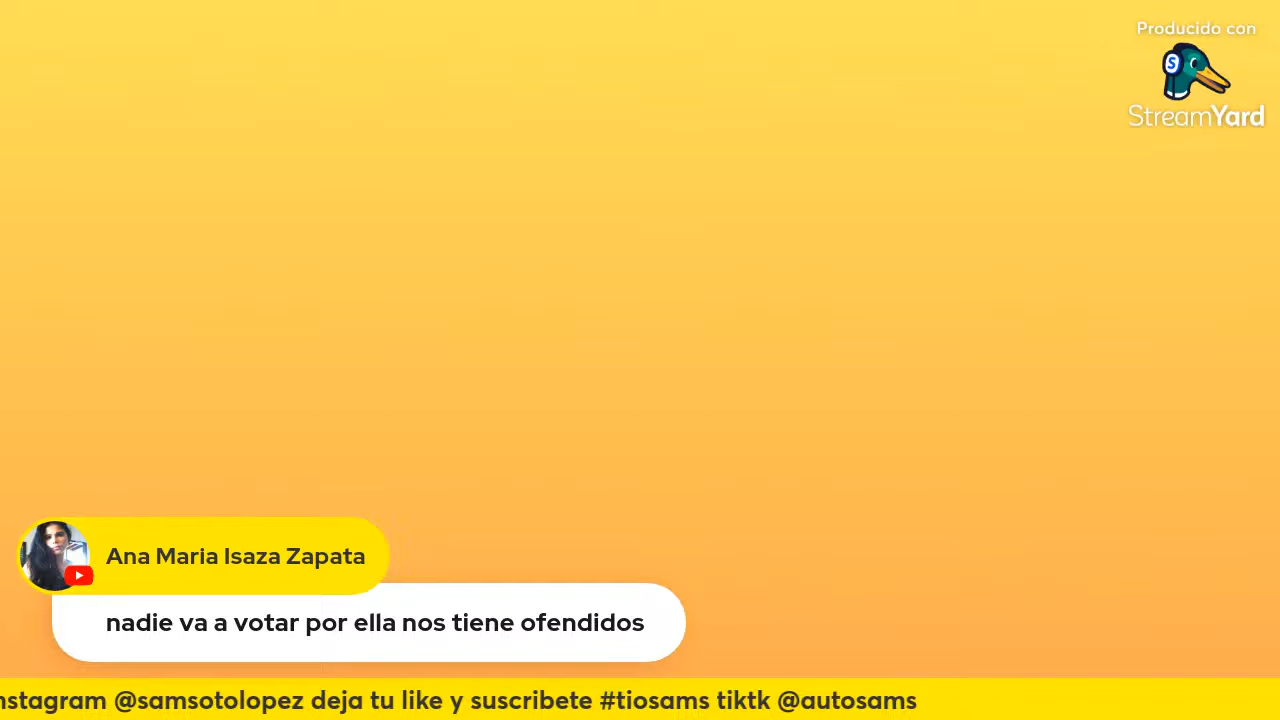 Producido con
StreamYard
Ana Maria Isaza Zapata
nadie va a votar por ella nos tiene ofendidos
nstagram @samsotolopez deja tu like y suscribete #tiosams tiktk @autosams